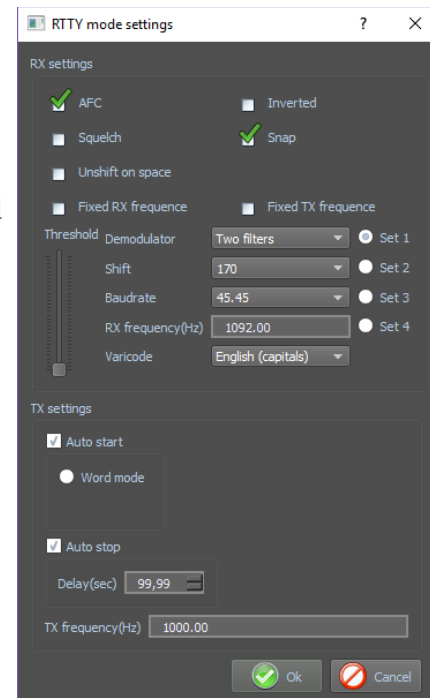 RTTY mode settings ?
RX settings
AFC Inverted
Squelch Snap
Unshift on space
Fixed RX frequency Fixed TX frequency
Threshold Demodulator Two filters Set 1
Shift 170 Set 2
Baudrate 45.45 Set 3
RX frequency(Hz) 1092.00 Set 4
Varicode English (capitals)
TX settings
Auto start
Word mode
Auto stop
Delay(sec) 99,99
TX frequency(Hz) 1000.00
Ok Cancel